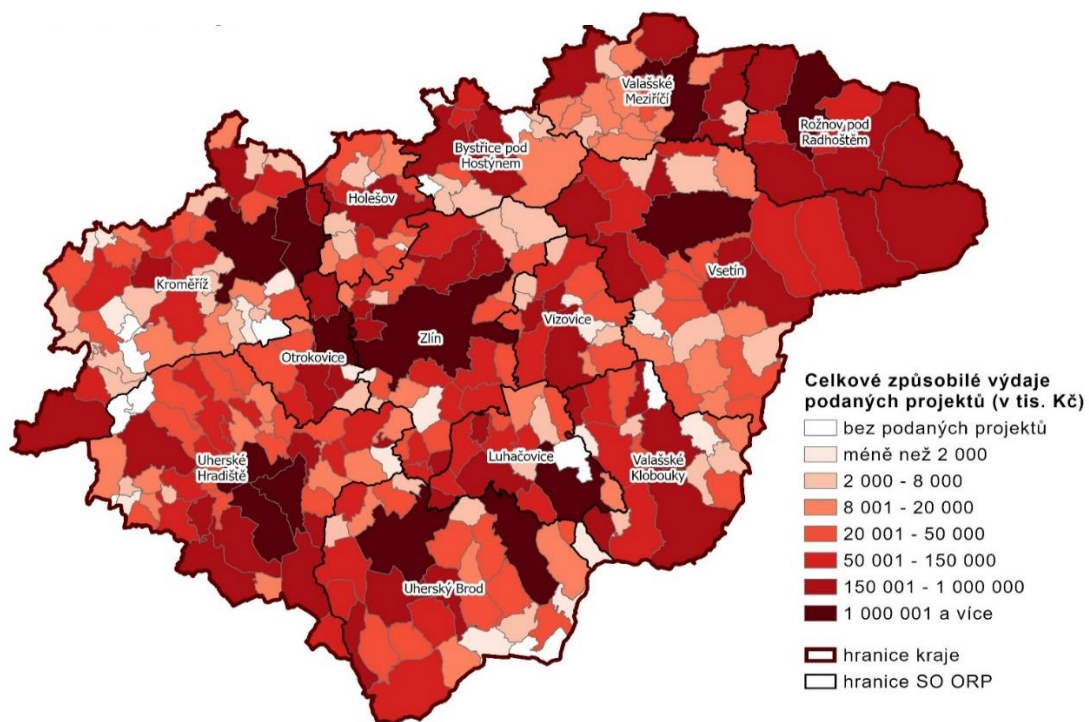 Valašské
Meziříčí
Rožnov pod
Radhoštěm
Bystřice pod
Hostýnem
Holešov
Kroměříž
Vsetín
Vizovice
Zlín
Otrokovice
Luhačovice
Valašské
Klobouky
Uherské
Hradiště
Uherský Brod
Celkové způsobilé výdaje
podaných projektů (v tis. Kč)
bez podaných projektů
méně než 2 000
2 000 - 8 000
8 001 - 20 000
20 001 - 50 000
50 001 - 150 000
150 001 - 1 000 000
1 000 001 a více
hranice kraje
hranice SO ORP